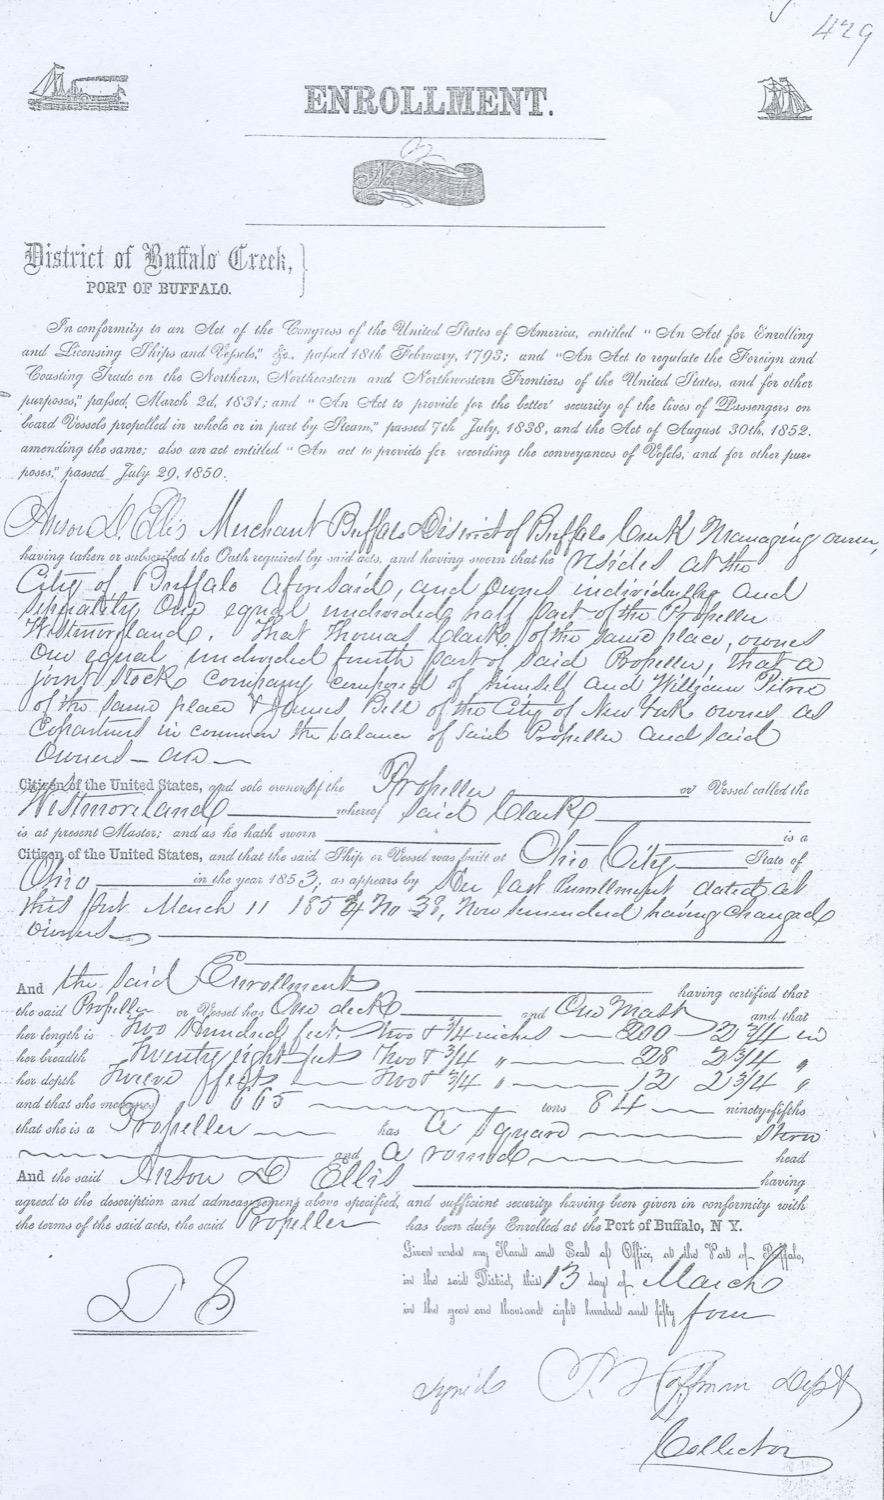 429
ENROLLMENT.
No
District of Buffalo Creek,
PORT OF BUFFALO.
In conformity to an Act of the Congress of the United States of America, entitled "An Act for Enrolling
and Licensing Ships and Vessels," &c., passed 18th February, 1793; and "An Act to regulate the Foreign and
Coasting Trade on the Northern, Northeastern and Northwestern Frontiers of the United States, and for other
purposes," passed, March 2d, 1831; and "An Act to provide for the better security of the lives of Passengers on
board Vessels propelled in whole or in part by Steam," passed 7th July, 1838, and the Act of August 30th, 1852.
amending the same; also an act entitled "An act to provide for recording the conveyances of Vessels, and for other pur-
poses," passed July 29, 1850.
Anson D. Ellis Merchant Buffalo District of Buffalo Creek Managing owner,
having taken or subscribed the Oath required by said acts, and having sworn that he resides at the
City of Buffalo aforesaid, and owns individually and
separately One equal undivided half part of the Propeller
Westmoreland. That Thomas Clark of the same place, owns
One equal undivided fourth part of said Propeller, that a
joint stock company composed of himself and William Petrie
of the same place & James Bell of the City of New York owns as
Copartners in common the balance of said Propeller and said
owners are
Citizen of the United States, and sole owners of the Propeller or Vessel called the
Westmoreland whereof said Clark
is at present Master; and as he hath sworn is a
Citizen of the United States, and that the said Ship or Vessel was built at Ohio City State of
Ohio in the year 1853, as appears by Her last Enrollment dated at
this port March 11 1854 No 38, Now surrendered having changed
owners
And the said Enrollment having certified that
the said Propeller or Vessel has One deck and One Mast and that
her length is Two Hundred feet, two & 3/4 inches 200 2 3/4 in
her breadth Twenty eight feet two & 3/4 " 28 2 3/4 "
her depth Twelve feet two & 3/4 " 12 2 3/4 "
and that she measures 665 tons 84 ninety-fifths
that she is a Propeller has A square stern
and a round head
And the said Anson D Ellis having
agreed to the description and admeasurement above specified, and sufficient security having been given in conformity with
the terms of the said acts, the said Propeller has been duly Enrolled at the Port of Buffalo, N Y.
Given under my Hand and Seal of Office, at the Port of Buffalo,
in the said District, this 13 day of March
in the year one thousand eight hundred and fifty four
L S
signed Hoffman Dept
Collector